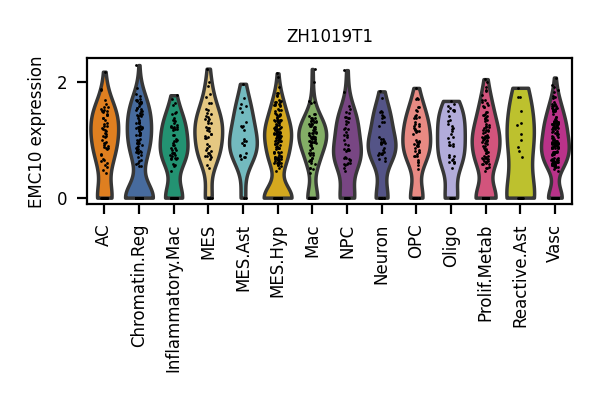 ZH1019T1
EMC10 expression
2
0
AC
Chromatin.Reg
Inflammatory.Mac
MES
MES.Ast
MES.Hyp
Mac
NPC
Neuron
OPC
Oligo
Prolif.Metab
Reactive.Ast
Vasc